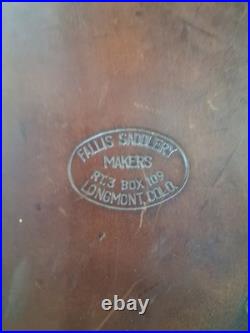 FALLIS SADDLERY
MAKERS
RT.3 BOX 109
LONGMONT, COLO.